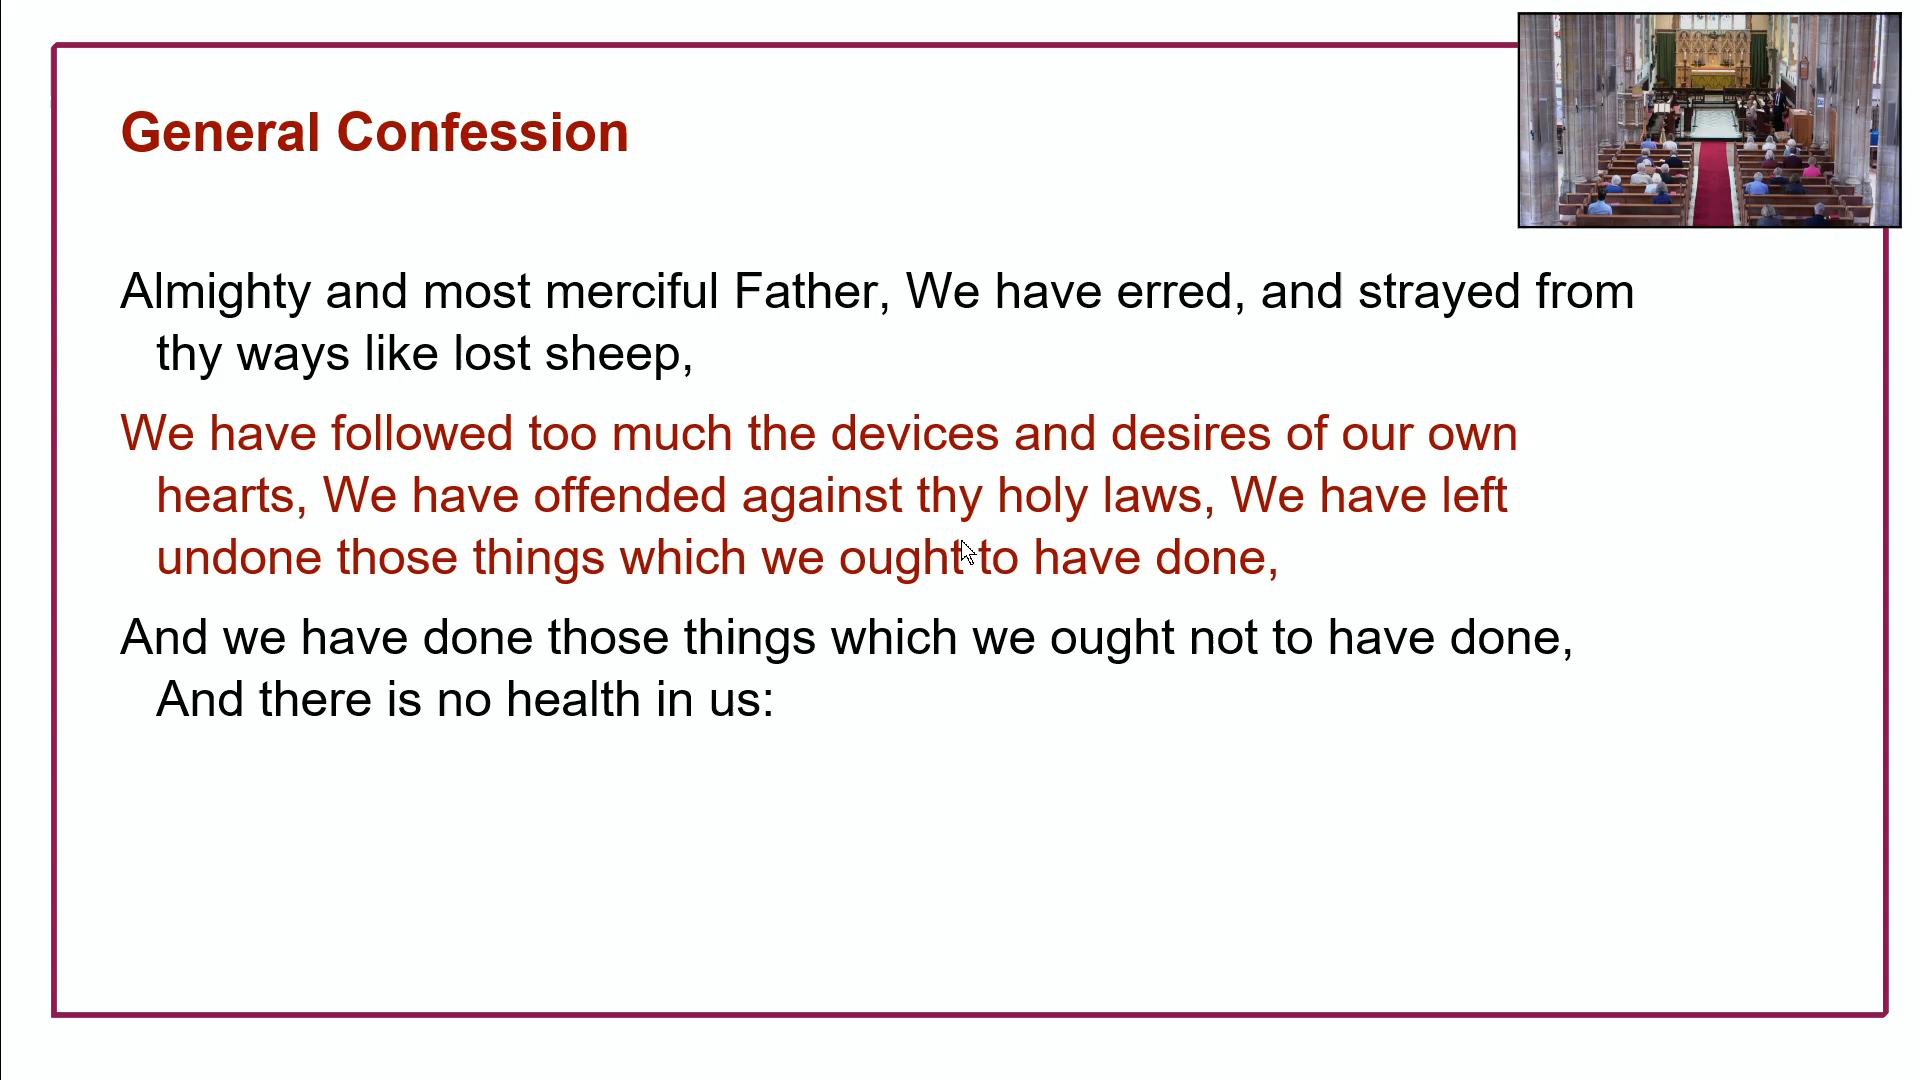 General Confession
Almighty and most merciful Father, We have erred, and strayed from
thy ways like lost sheep,
We have followed too much the devices and desires of our own
hearts, We have offended against thy holy laws, We have left
undone those things which we ought to have done,
And we have done those things which we ought not to have done,
And there is no health in us: